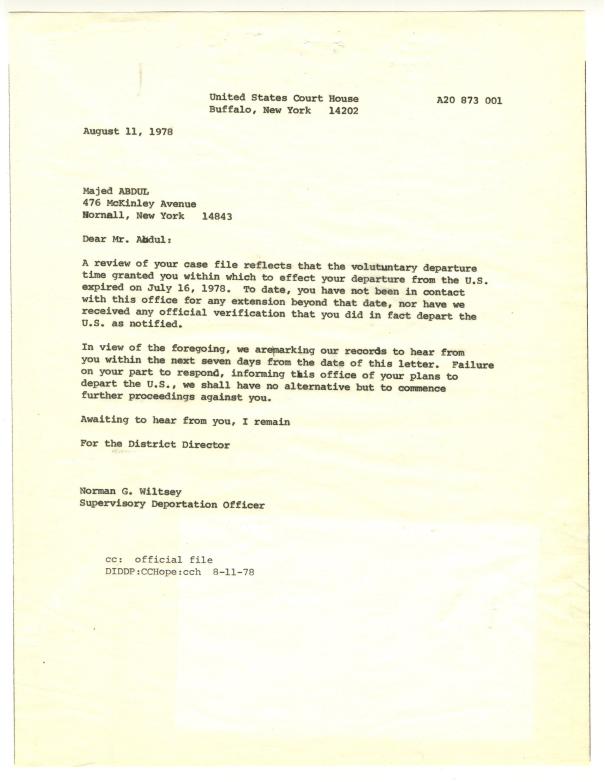 United States Court House A20 873 001
Buffalo, New York 14202
August 11, 1978
Majed ABDUL
476 McKinley Avenue
Hornall, New York 14843
Dear Mr. Abdul:
A review of your case file reflects that the volutuntary departure
time granted you within which to effect your departure from the U.S.
expired on July 16, 1978. To date, you have not been in contact
with this office for any extension beyond that date, nor have we
received any official verification that you did in fact depart the
U.S. as notified.
In view of the foregoing, we aremarking our records to hear from
you within the next seven days from the date of this letter. Failure
on your part to respond, informing this office of your plans to
depart the U.S., we shall have no alternative but to commence
further proceedings against you.
Awaiting to hear from you, I remain
For the District Director
Norman G. Wiltsey
Supervisory Deportation Officer
cc: official file
DIDDP:CCHope:cch 8-11-78